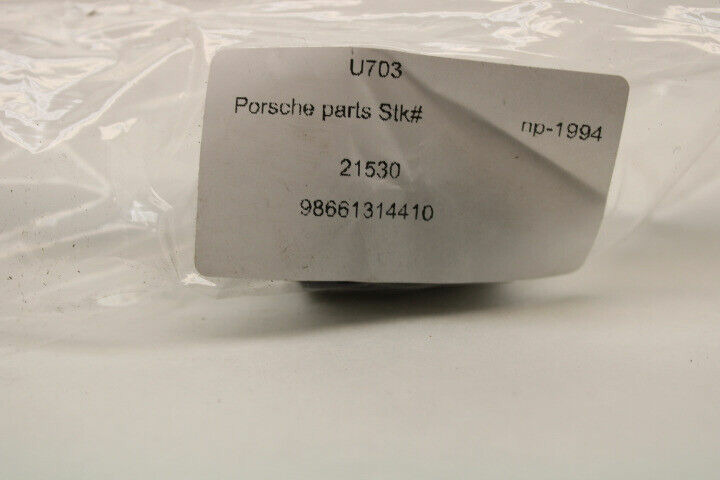 U703
Porsche parts Stk#
np-1994
21530
98661314410